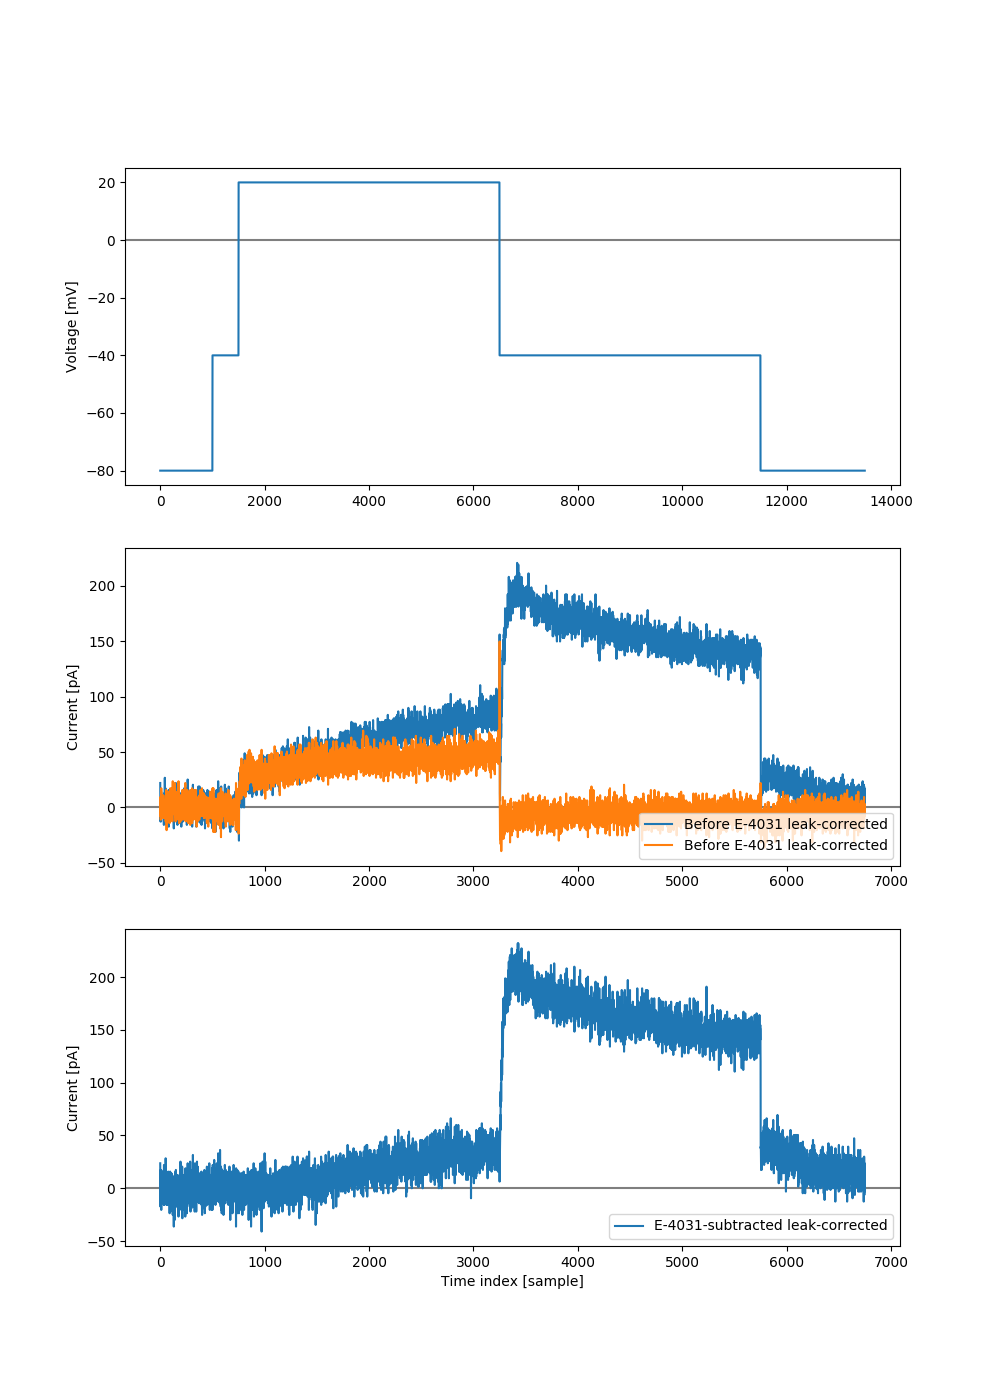 Voltage [mV]
20
0
−20
−40
−60
−80
0 2000 4000 6000 8000 10000 12000 14000
Current [pA]
200
150
100
50
0
−50
Before E-4031 leak-corrected
Before E-4031 leak-corrected
0 1000 2000 3000 4000 5000 6000 7000
Current [pA]
200
150
100
50
0
−50
E-4031-subtracted leak-corrected
0 1000 2000 3000 4000 5000 6000 7000
Time index [sample]